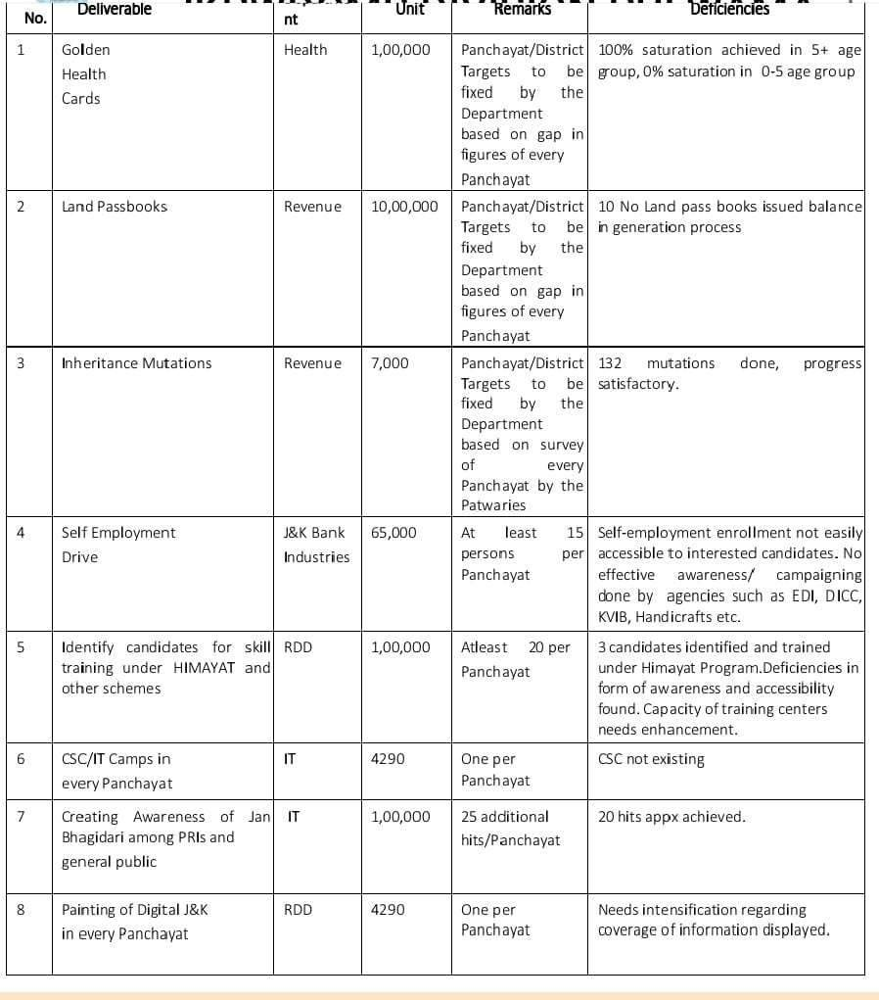 No.
Deliverable
nt
Unit
Remarks
Deficiencies
1
Golden
Health
Cards
Health
1,00,000
Panchayat/District
Targets to be
fixed by the
Department
based on gap in
figures of every
Panchayat
100% saturation achieved in 5+ age
group, 0% saturation in 0-5 age group
2
Land Passbooks
Revenue
10,00,000
Panchayat/District
Targets to be
fixed by the
Department
based on gap in
figures of every
Panchayat
10 No Land pass books issued balance
in generation process
3
Inheritance Mutations
Revenue
7,000
Panchayat/District
Targets to be
fixed by the
Department
based on survey
of every
Panchayat by the
Patwaries
132 mutations done, progress
satisfactory.
4
Self Employment
Drive
J&K Bank
Industries
65,000
At least 15
persons per
Panchayat
Self-employment enrollment not easily
accessible to interested candidates. No
effective awareness/ campaigning
done by agencies such as EDI, DICC,
KVIB, Handicrafts etc.
5
Identify candidates for skill
training under HIMAYAT and
other schemes
RDD
1,00,000
Atleast 20 per
Panchayat
3 candidates identified and trained
under Himayat Program.Deficiencies in
form of awareness and accessibility
found. Capacity of training centers
needs enhancement.
6
CSC/IT Camps in
every Panchayat
IT
4290
One per
Panchayat
CSC not existing
7
Creating Awareness of Jan
Bhagidari among PRIs and
general public
IT
1,00,000
25 additional
hits/Panchayat
20 hits appx achieved.
8
Painting of Digital J&K
in every Panchayat
RDD
4290
One per
Panchayat
Needs intensification regarding
coverage of information displayed.